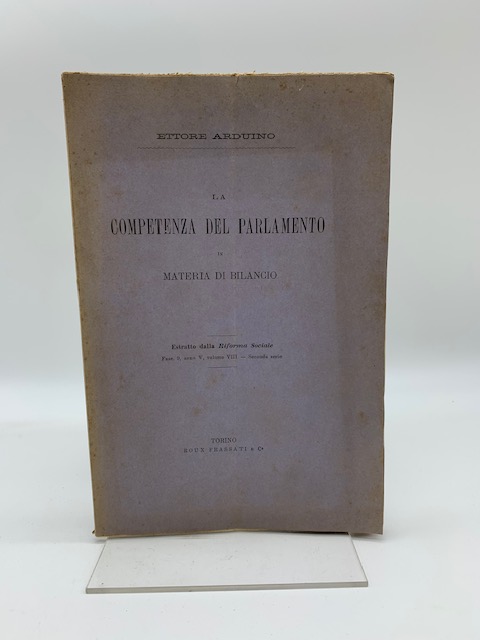 ETTORE ARDUINO
LA
COMPETENZA DEL PARLAMENTO
IN
MATERIA DI BILANCIO
Estratto dalla Riforma Sociale
Fasc. anno V, volume VIII — Seconda serie
TORINO
ROUX FRASSATI e Cº